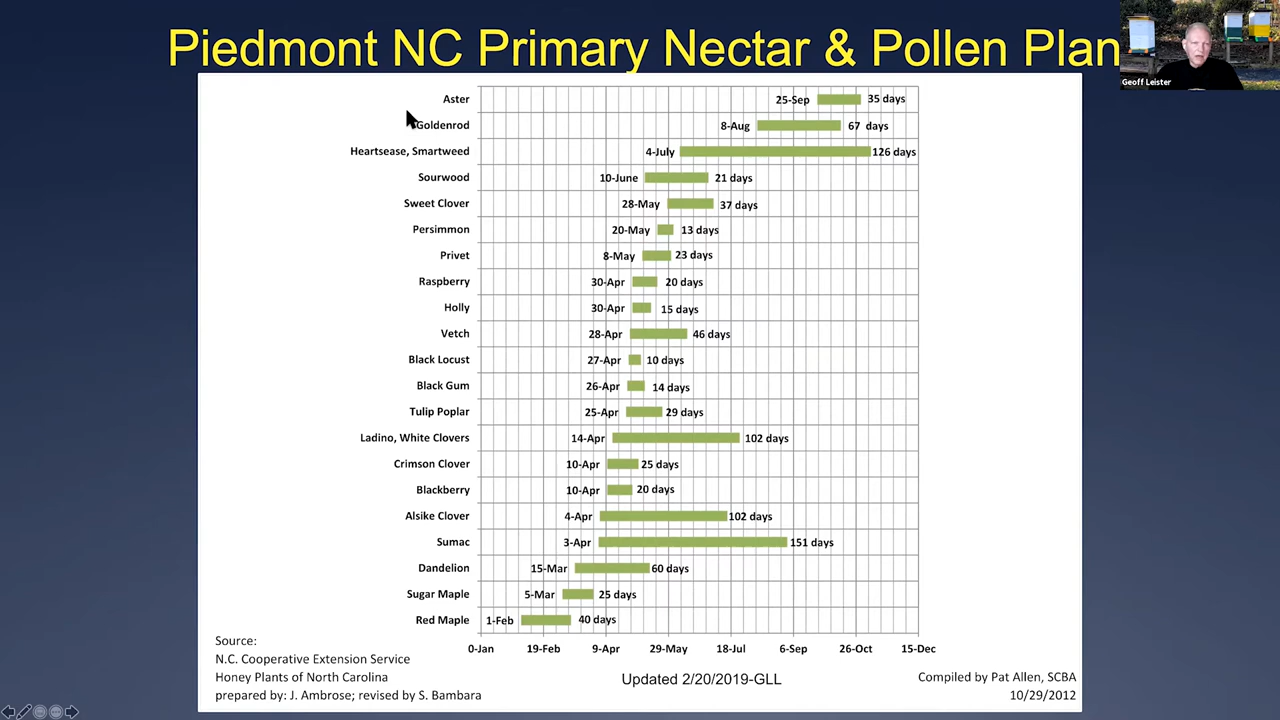 Piedmont NC Primary Nectar & Pollen Plan
Geoff Leister
Aster 25-Sep 35 days
Goldenrod 8-Aug 67 days
Heartsease, Smartweed 4-July 126 days
Sourwood 10-June 21 days
Sweet Clover 28-May 37 days
Persimmon 20-May 13 days
Privet 8-May 23 days
Raspberry 30-Apr 20 days
Holly 30-Apr 15 days
Vetch 28-Apr 46 days
Black Locust 27-Apr 10 days
Black Gum 26-Apr 14 days
Tulip Poplar 25-Apr 29 days
Ladino, White Clovers 14-Apr 102 days
Crimson Clover 10-Apr 25 days
Blackberry 10-Apr 20 days
Alsike Clover 4-Apr 102 days
Sumac 3-Apr 151 days
Dandelion 15-Mar 60 days
Sugar Maple 5-Mar 25 days
Red Maple 1-Feb 40 days
0-Jan 19-Feb 9-Apr 29-May 18-Jul 6-Sep 26-Oct 15-Dec
Source:
N.C. Cooperative Extension Service
Honey Plants of North Carolina
prepared by: J. Ambrose; revised by S. Bambara
Updated 2/20/2019-GLL
Compiled by Pat Allen, SCBA
10/29/2012